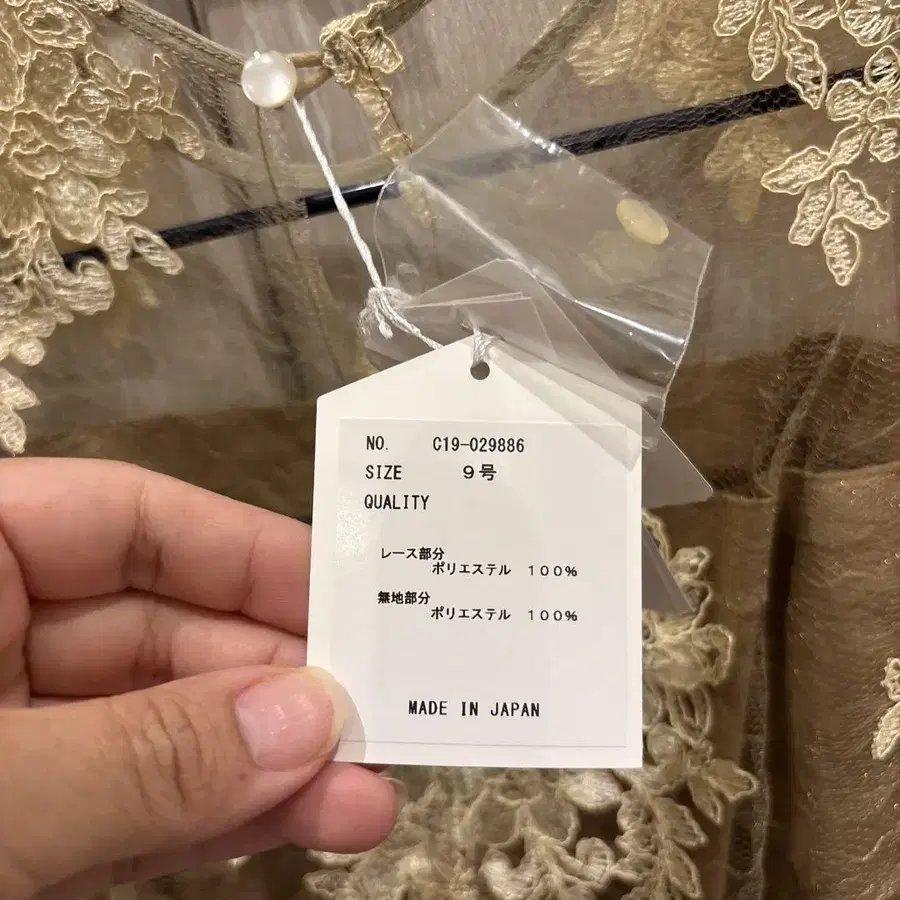 NO. C19-029886
SIZE 9号
QUALITY
レース部分
ポリエステル 100%
無地部分
ポリエステル 100%
MADE IN JAPAN